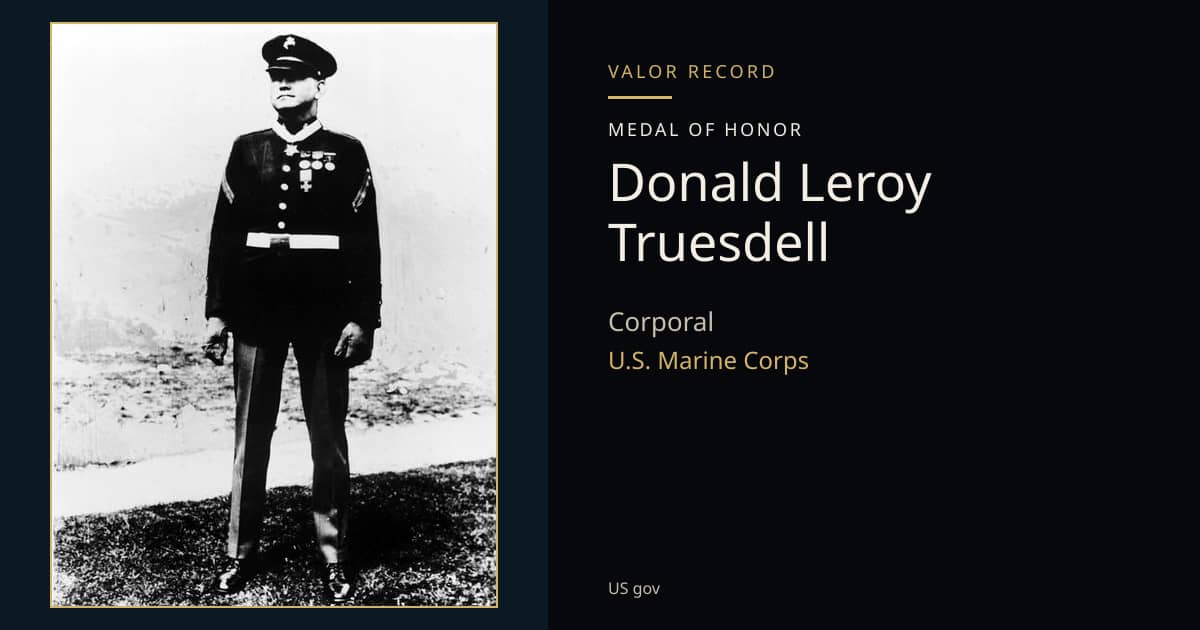 VALOR RECORD
MEDAL OF HONOR
Donald Leroy
Truesdell
Corporal
U.S. Marine Corps
US gov